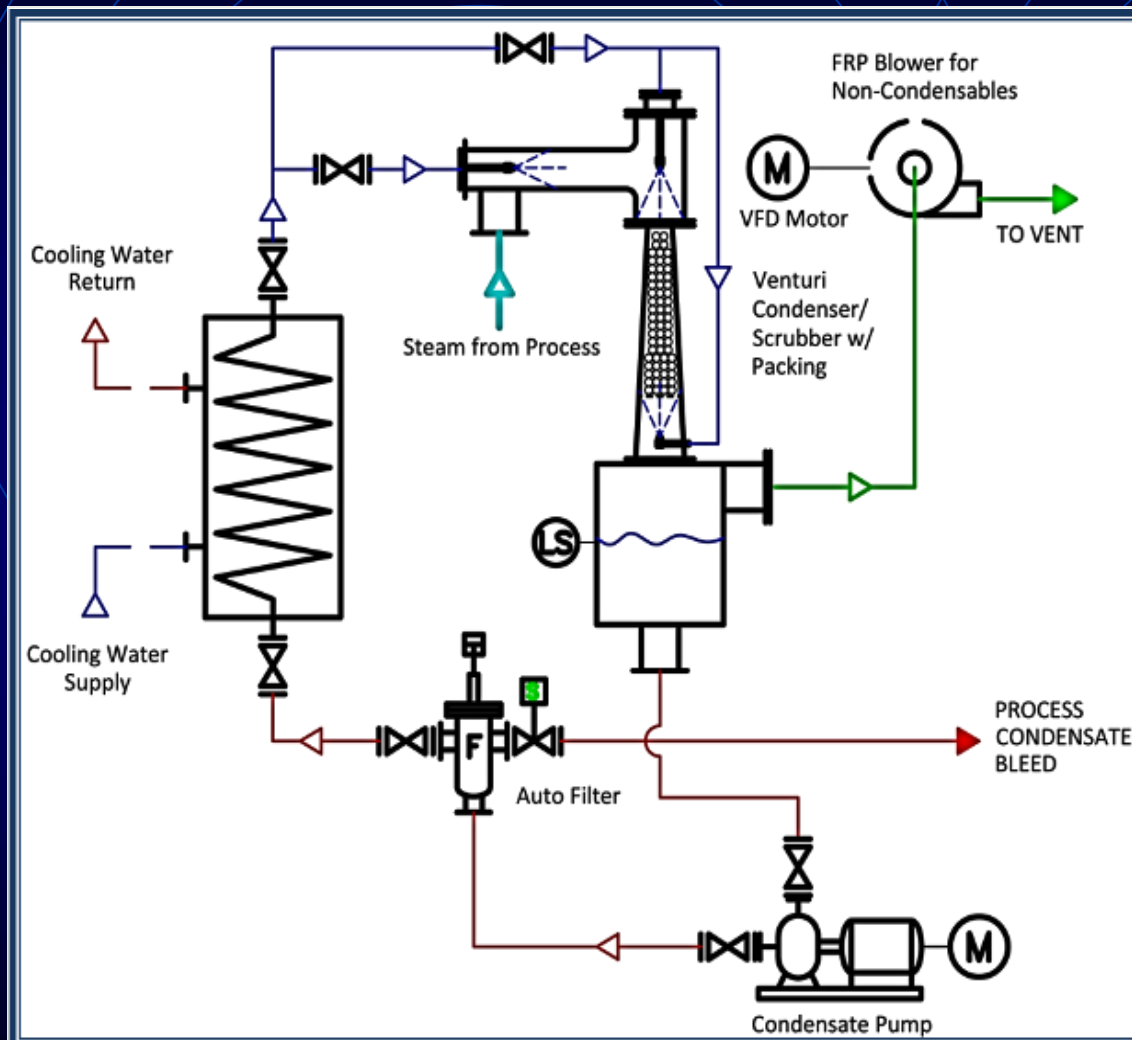 FRP Blower for
Non-Condensables
M
VFD Motor
TO VENT
Cooling Water
Return
Steam from Process
Venturi
Condenser/
Scrubber w/
Packing
LS
Cooling Water
Supply
S
F
Auto Filter
PROCESS
CONDENSATE
BLEED
M
Condensate Pump